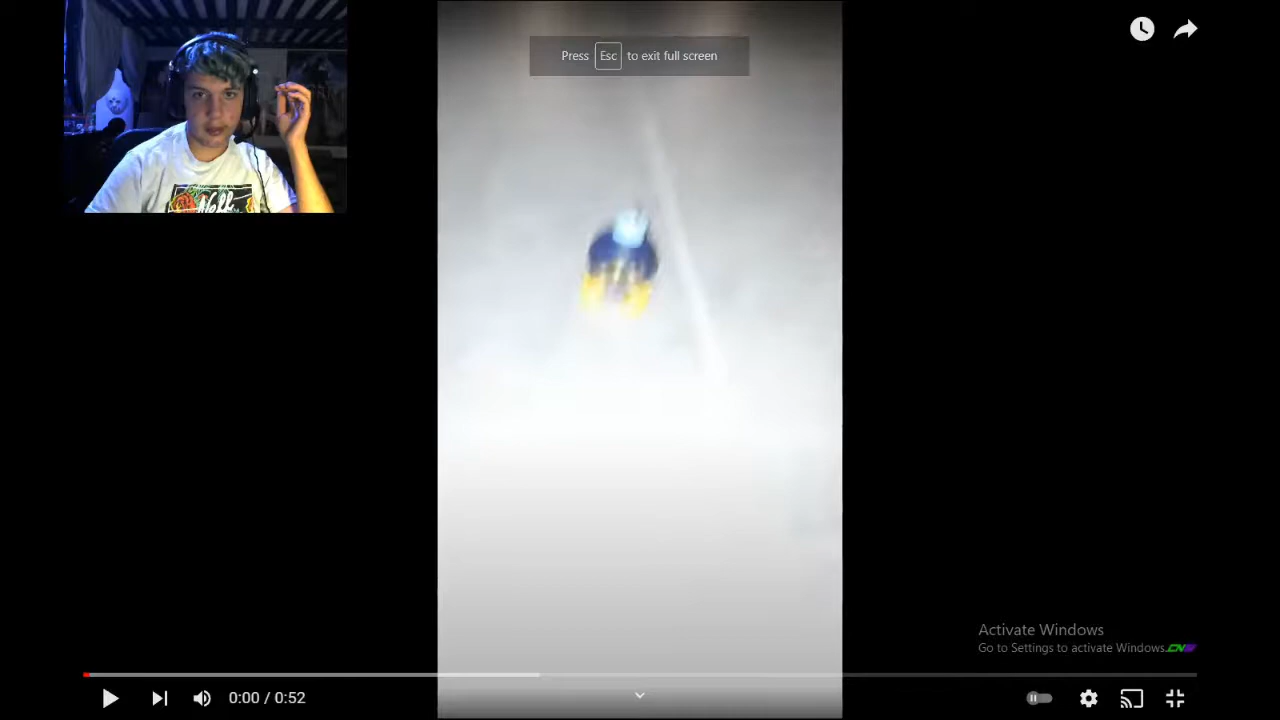 Press Esc to exit full screen
Activate Windows
Go to Settings to activate Windows.
0:00 / 0:52